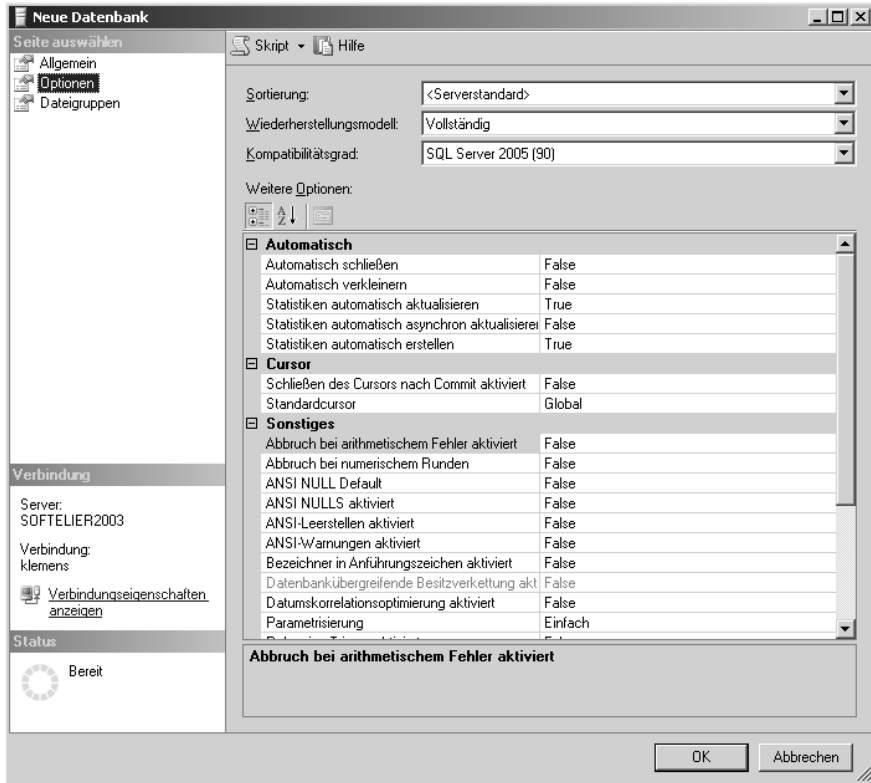 Neue Datenbank
Seite auswählen
Allgemein
Optionen
Dateigruppen
Skript
Hilfe
Sortierung: <Serverstandard>
Wiederherstellungsmodell: Vollständig
Kompatibilitätsgrad: SQL Server 2005 (90)
Weitere Optionen:
Automatisch
Automatisch schließen False
Automatisch verkleinern False
Statistiken automatisch aktualisieren True
Statistiken automatisch asynchron aktualisierer False
Statistiken automatisch erstellen True
Cursor
Schließen des Cursors nach Commit aktiviert False
Standardcursor Global
Sonstiges
Abbruch bei arithmetischem Fehler aktiviert False
Abbruch bei numerischem Runden False
ANSI NULL Default False
ANSI NULLS aktiviert False
ANSI-Leerstellen aktiviert False
ANSI-Warnungen aktiviert False
Bezeichner in Anführungszeichen aktiviert False
Datenbankübergreifende Besitzverkettung akt False
Datumskorrelationsoptimierung aktiviert False
Parametrisierung Einfach
Abbruch bei arithmetischem Fehler aktiviert
Verbindung
Server:
SOFTELIER2003
Verbindung:
klemens
Verbindungseigenschaften
anzeigen
Status
Bereit
OK
Abbrechen